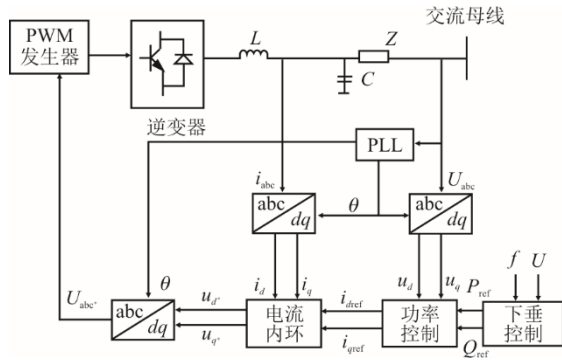 交流母线
PWM
发生器
L
Z
C
逆变器
PLL
i_abc
U_abc
abc
dq
θ
abc
dq
U_abc*
θ
abc
dq
u_d*
u_q*
i_d
i_q
电流
内环
i_dref
i_qref
u_d
u_q
功率
控制
P_ref
Q_ref
f
U
下垂
控制